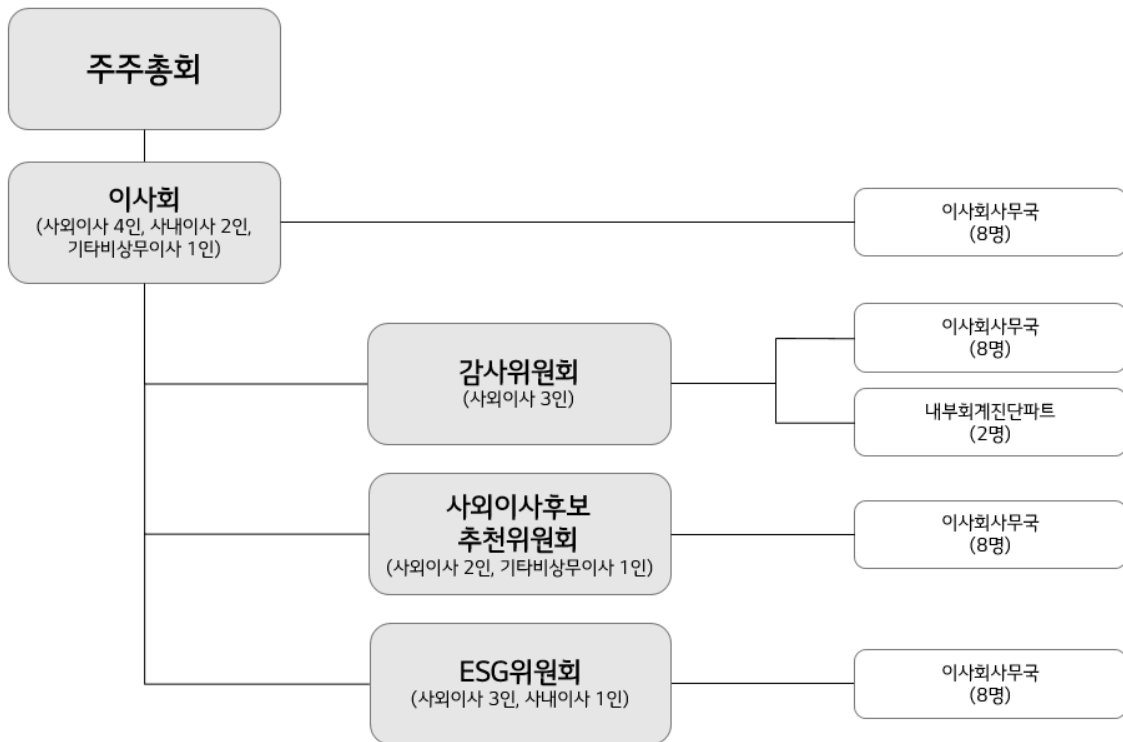 주주총회
이사회
(사외이사 4인, 사내이사 2인,
기타비상무이사 1인)
이사회사무국
(8명)
감사위원회
(사외이사 3인)
이사회사무국
(8명)
내부회계진단파트
(2명)
사외이사후보
추천위원회
(사외이사 2인, 기타비상무이사 1인)
이사회사무국
(8명)
ESG위원회
(사외이사 3인, 사내이사 1인)
이사회사무국
(8명)